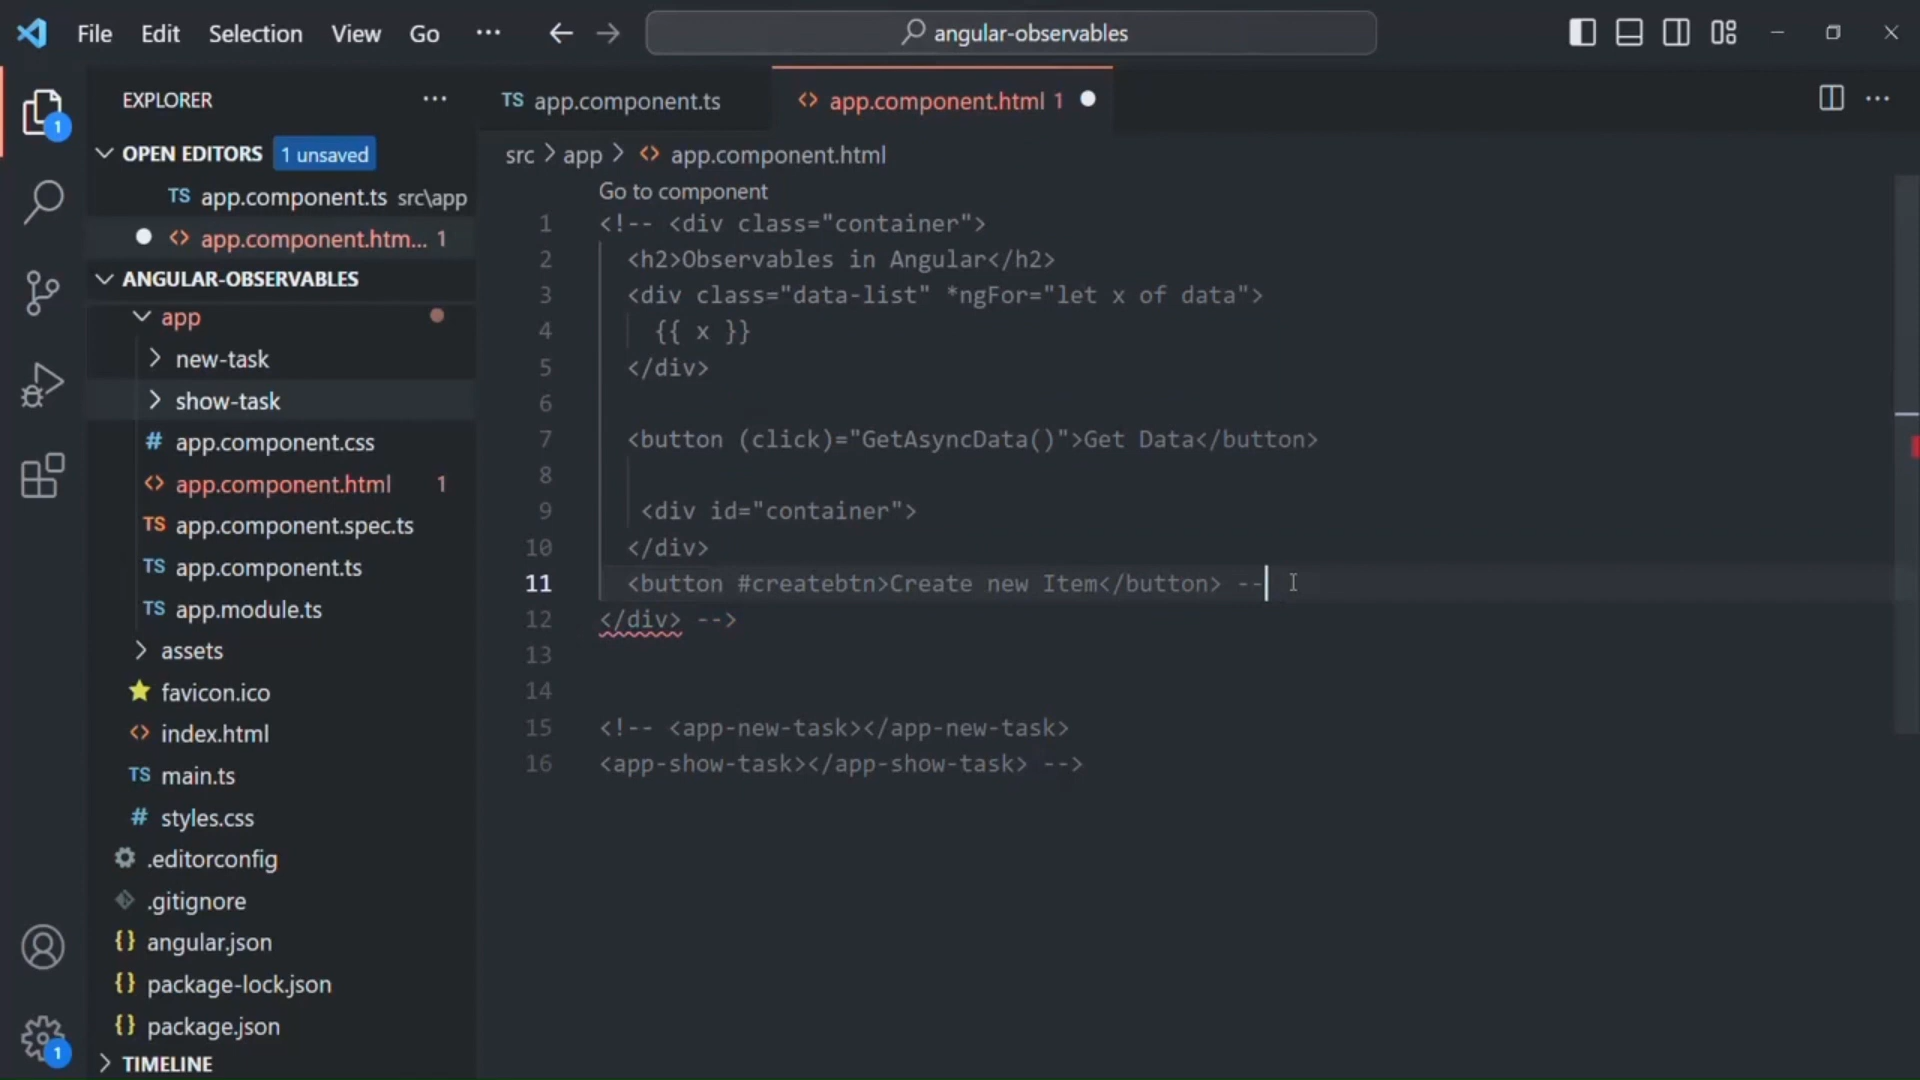 File Edit Selection View Go ··· ← → angular-observables
EXPLORER ···
OPEN EDITORS 1 unsaved
TS app.component.ts src\app
<> app.component.htm... 1
ANGULAR-OBSERVABLES
app
new-task
show-task
# app.component.css
<> app.component.html 1
TS app.component.spec.ts
TS app.component.ts
TS app.module.ts
assets
favicon.ico
<> index.html
TS main.ts
# styles.css
.editorconfig
.gitignore
{} angular.json
{} package-lock.json
{} package.json
TIMELINE
1
1
TS app.component.ts
<> app.component.html 1
src > app > <> app.component.html
Go to component
1 <!-- <div class="container">
2 <h2>Observables in Angular</h2>
3 <div class="data-list" *ngFor="let x of data">
4 {{ x }}
5 </div>
6
7 <button (click)="GetAsyncData()">Get Data</button>
8
9 <div id="container">
10 </div>
11 <button #createbtn>Create new Item</button> --
12 </div> -->
13
14
15 <!-- <app-new-task></app-new-task>
16 <app-show-task></app-show-task> -->